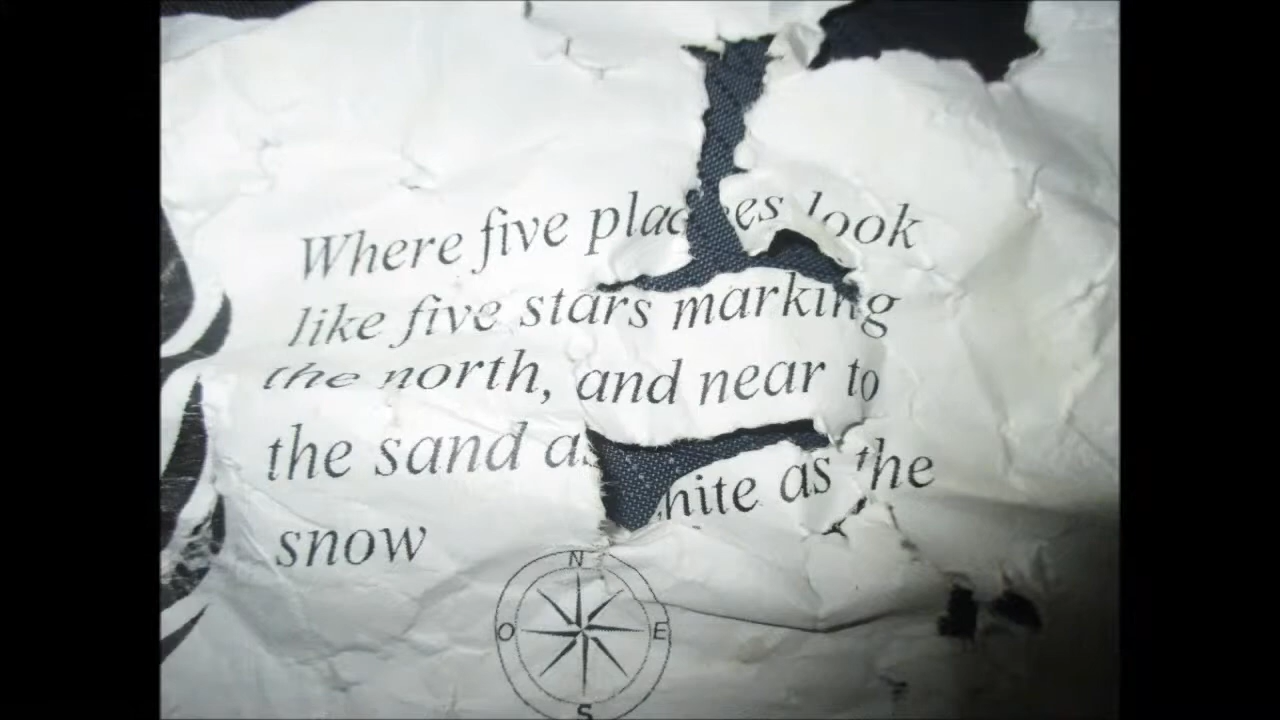 Where five places look
like five stars marking
the north, and near to
the sand as white as the
snow
N
O E
S